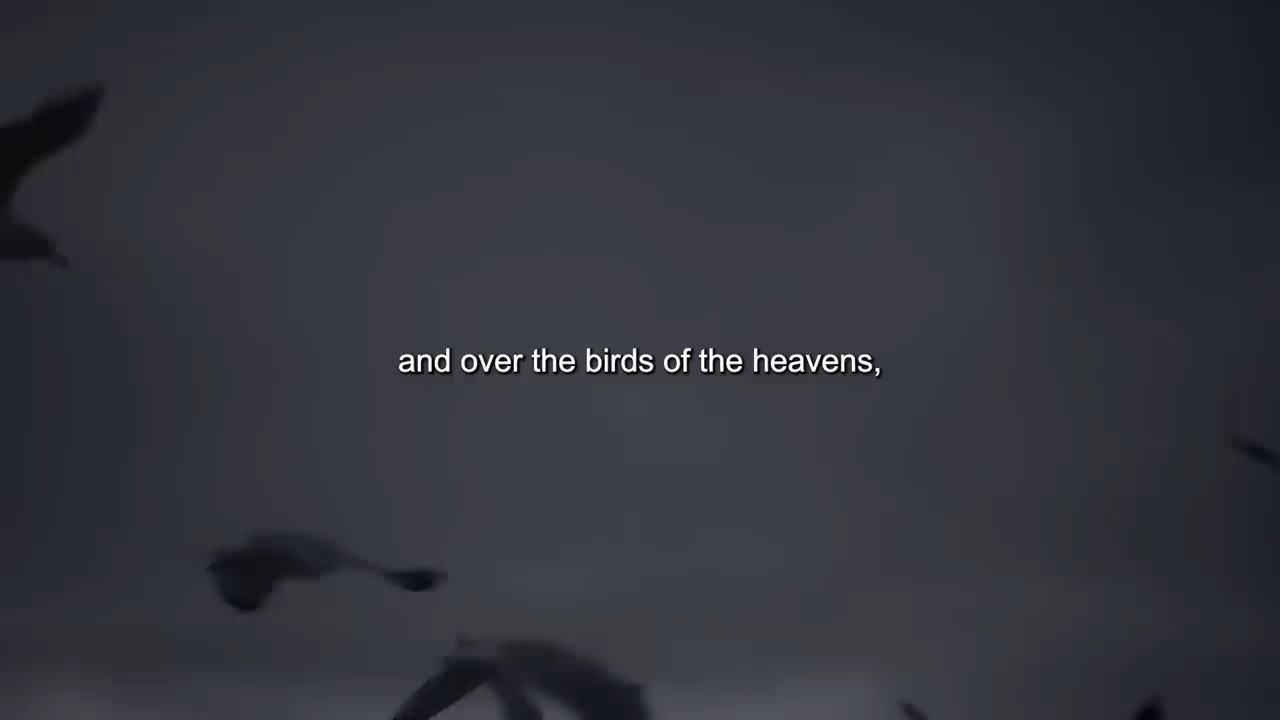 and over the birds of the heavens,